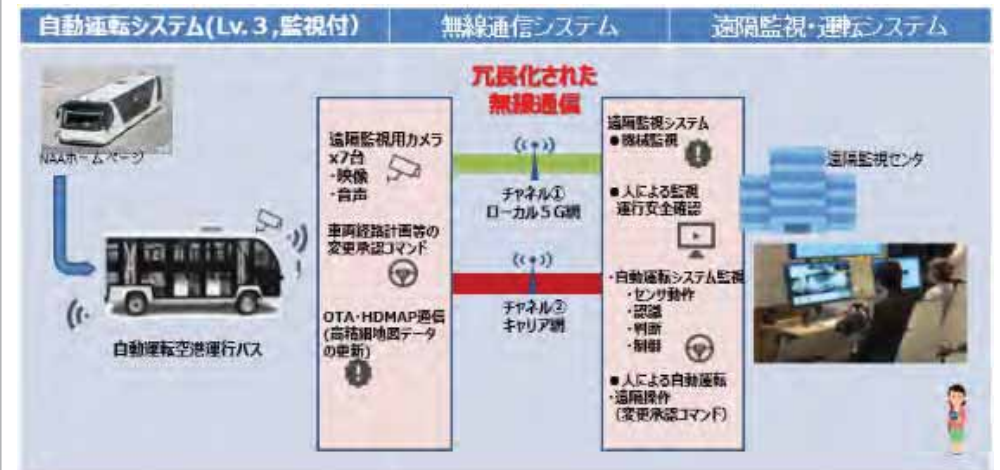 自動運転システム(Lv.3,監視付)
無線通信システム
遠隔監視・運転システム
NAAホームページ
自動運転空港運行バス
遠隔監視用カメラ
x7台
・映像
・音声
車両経路計画等の
変更承認コマンド
OTA・HDMAP通信
(高精細地図データ
の更新)
冗長化された
無線通信
チャネル①
ローカル5G網
チャネル②
キャリア網
遠隔監視システム
●機械監視
●人による監視
運行安全確認
・自動運転システム監視
・センサ動作
・認識
・判断
・制御
●人による自動運転
・遠隔操作
(変更承認コマンド)
遠隔監視センタ